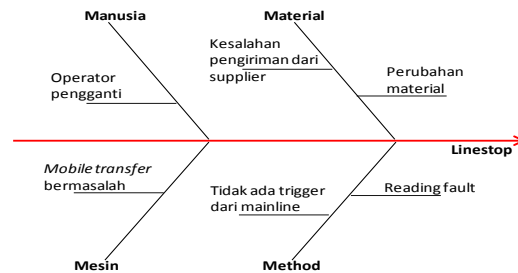 Manusia
Material
Kesalahan
pengiriman dari
supplier
Operator
pengganti
Perubahan
material
Linestop
Mobile transfer
bermasalah
Tidak ada trigger
dari mainline
Reading fault
Mesin
Method